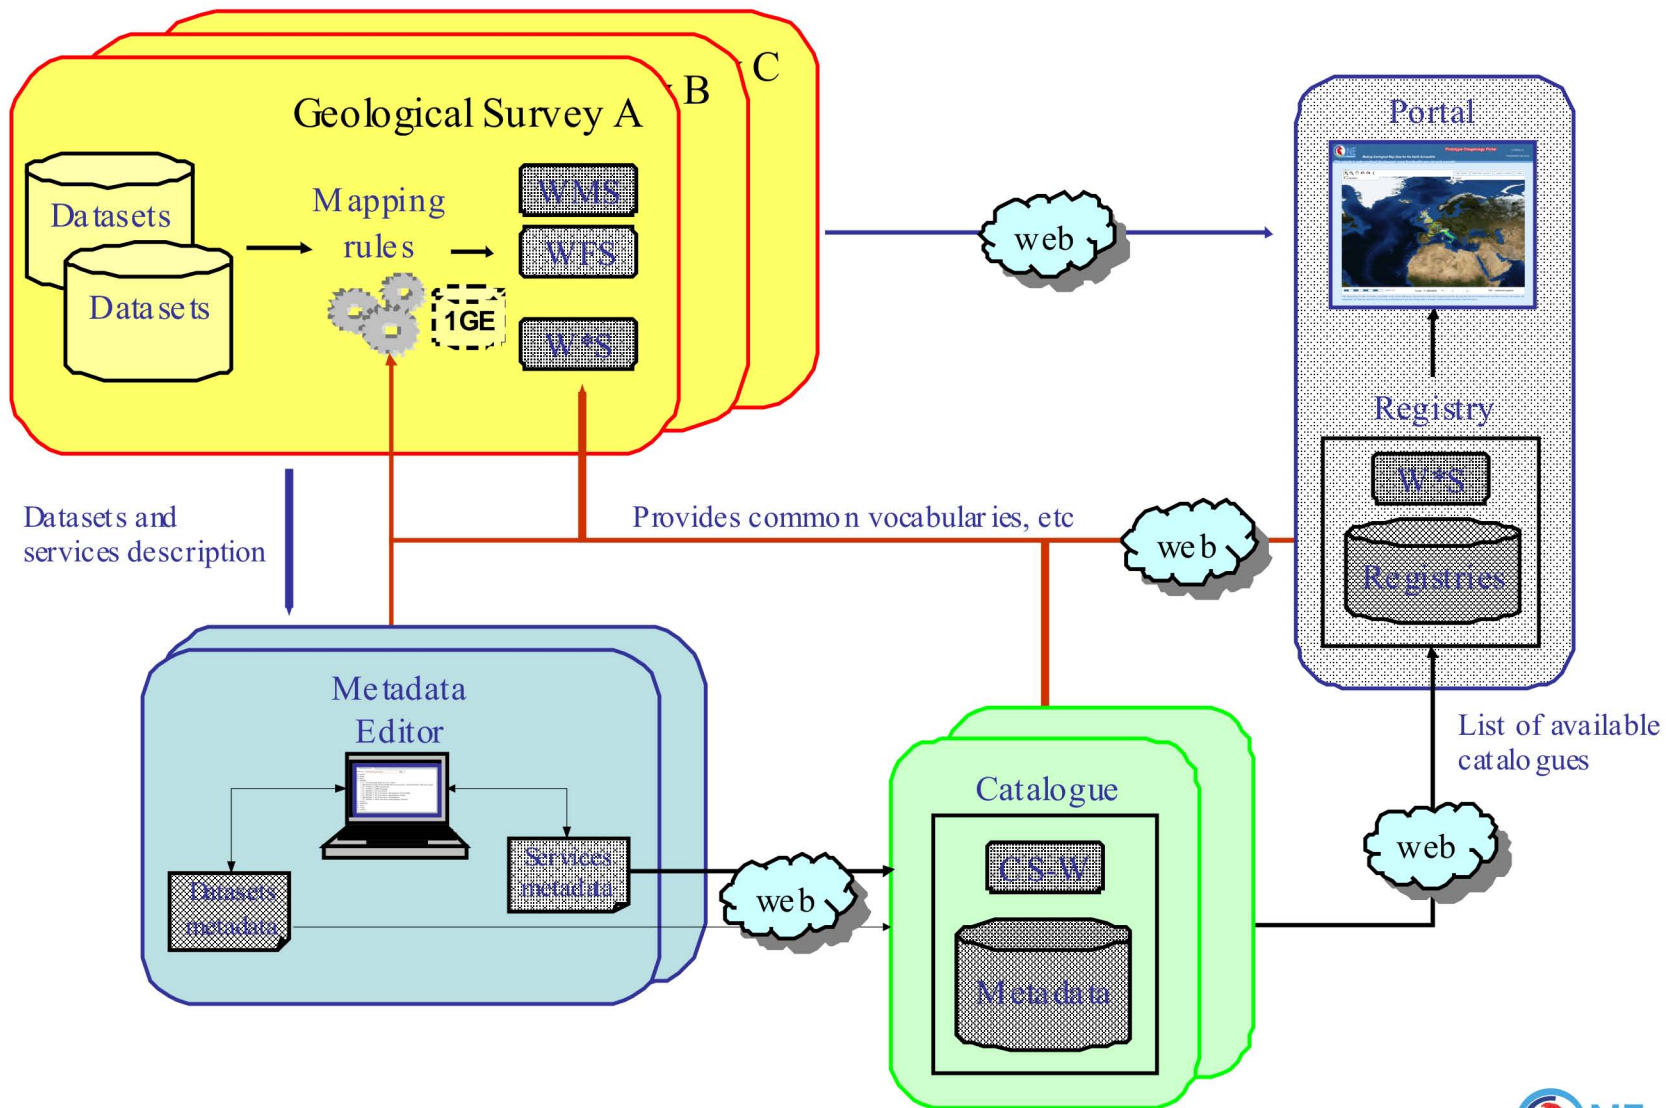 C
B
Geological Survey A
Datasets
Datasets
Mapping
rules
1GE
WMS
WFS
W*S
web
Portal
Registry
W*S
Registries
Datasets and
services description
Provides common vocabularies, etc
web
Metadata
Editor
Datasets
metadata
Services
metadata
web
Catalogue
CS-W
Metadata
List of available
catalogues
web
NE